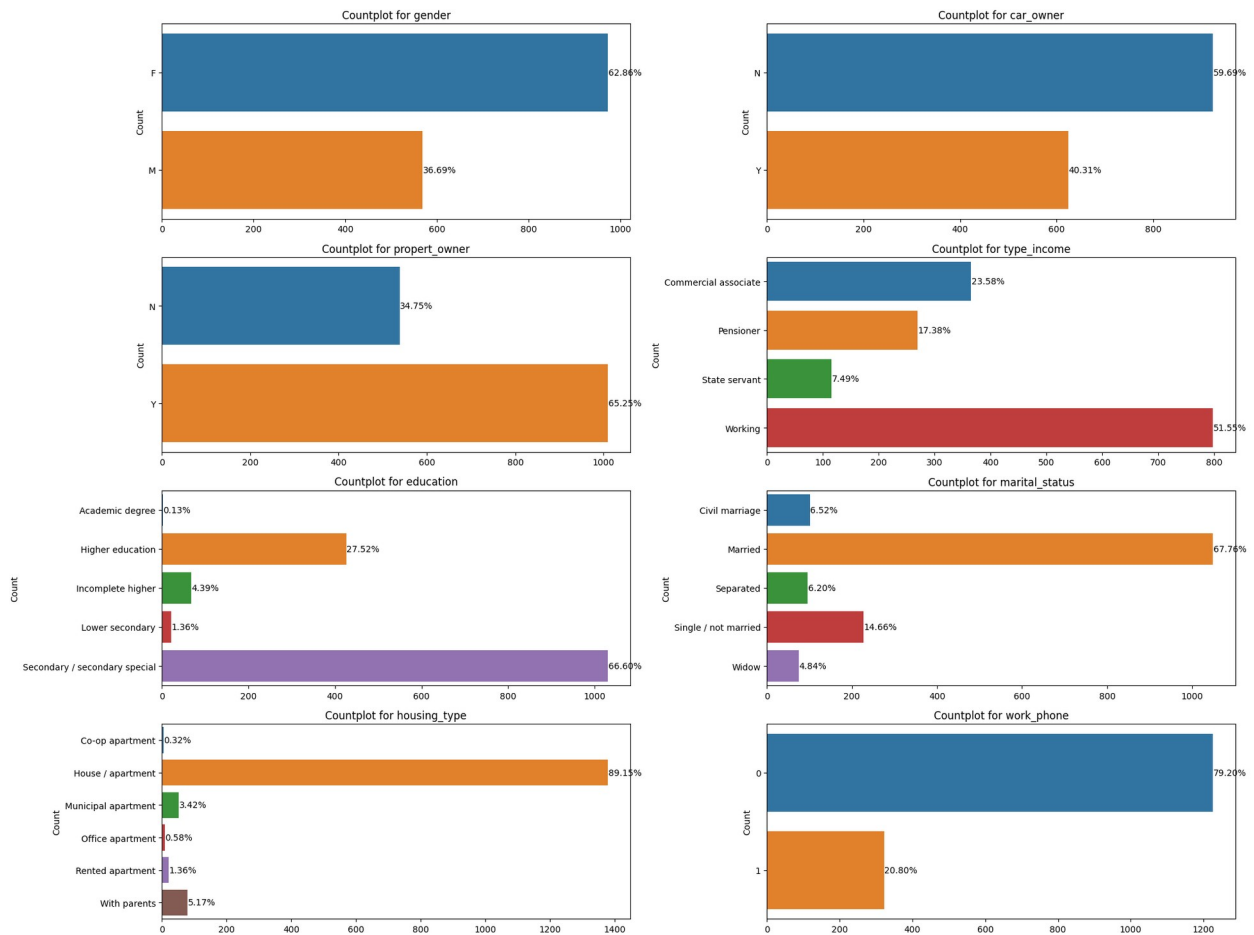 Countplot for gender
F
62.86%
M
36.69%
Count
0 200 400 600 800 1000
Countplot for car_owner
N
59.69%
Y
40.31%
Count
0 200 400 600 800
Countplot for propert_owner
N
34.75%
Y
65.25%
Count
0 200 400 600 800 1000
Countplot for type_income
Commercial associate
23.58%
Pensioner
17.38%
State servant
7.49%
Working
51.55%
Count
0 100 200 300 400 500 600 700 800
Countplot for education
Academic degree
0.13%
Higher education
27.52%
Incomplete higher
4.39%
Lower secondary
1.36%
Secondary / secondary special
66.60%
Count
0 200 400 600 800 1000
Countplot for marital_status
Civil marriage
6.52%
Married
67.76%
Separated
6.20%
Single / not married
14.66%
Widow
4.84%
Count
0 200 400 600 800 1000
Countplot for housing_type
Co-op apartment
0.32%
House / apartment
89.15%
Municipal apartment
3.42%
Office apartment
0.58%
Rented apartment
1.36%
With parents
5.17%
Count
0 200 400 600 800 1000 1200 1400
Countplot for work_phone
0
79.20%
1
20.80%
Count
0 200 400 600 800 1000 1200